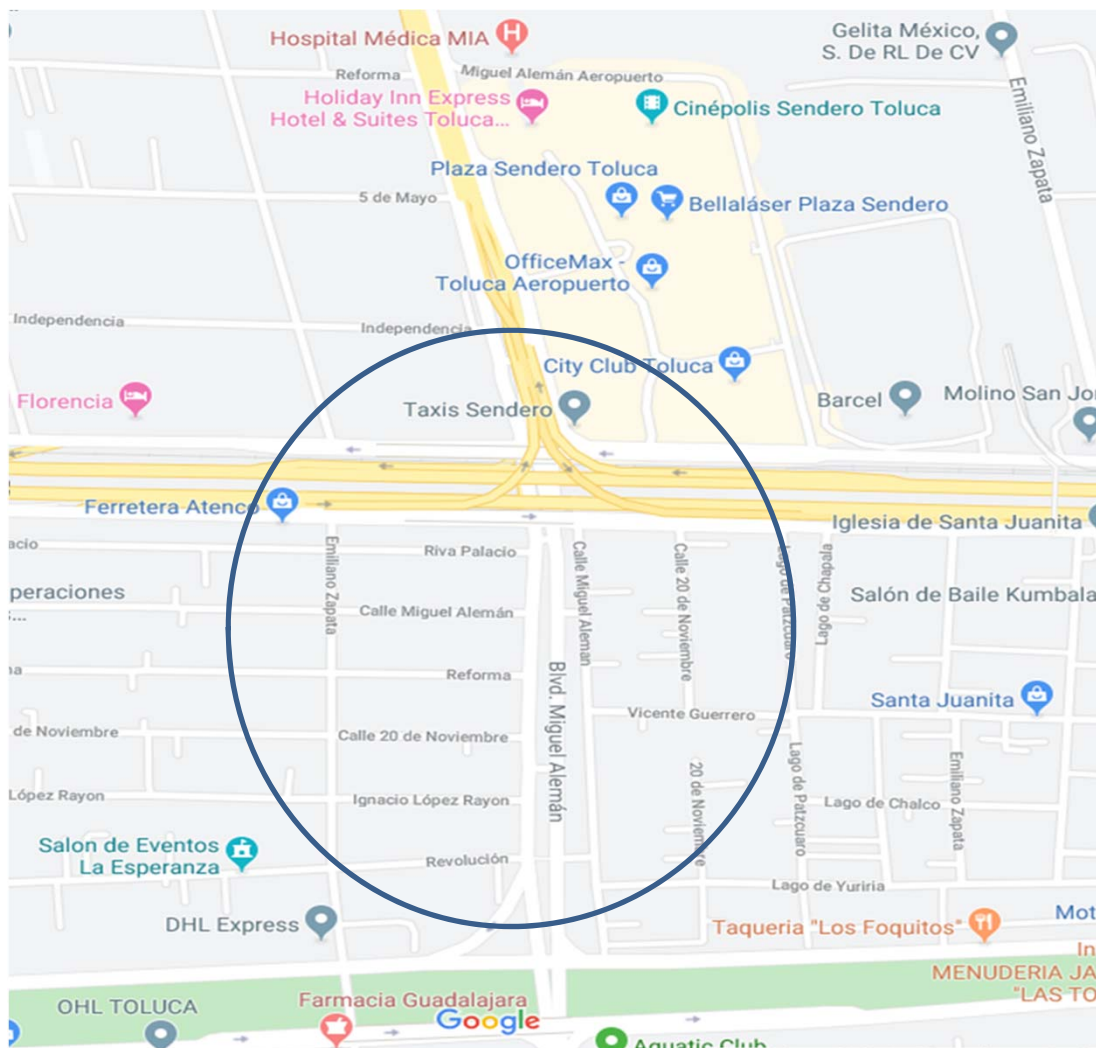 Hospital Médica MIA
Gelita México,
S. De RL De CV
Reforma
Miguel Alemán Aeropuerto
Holiday Inn Express
Hotel & Suites Toluca...
Cinépolis Sendero Toluca
Emiliano Zapata
Plaza Sendero Toluca
5 de Mayo
Bellaláser Plaza Sendero
OfficeMax -
Toluca Aeropuerto
Independencia
Independencia
City Club Toluca
Florencia
Taxis Sendero
Barcel
Molino San Jor
Ferretera Atenco
Iglesia de Santa Juanita
acio
Riva Palacio
Emiliano Zapata
Calle Miguel Aleman
Calle 20 de Noviembre
Lago de Patzcuaro
Lago de Chapala
peraciones
...
Calle Miguel Alemán
Salón de Baile Kumbala
na
Reforma
Blvd. Miguel Alemán
Santa Juanita
Vicente Guerrero
de Noviembre
Calle 20 de Noviembre
20 de Noviembre
Lago de Patzcuaro
Emiliano Zapata
López Rayon
Ignacio López Rayon
Lago de Chalco
Salon de Eventos
La Esperanza
Revolución
Lago de Yuriria
DHL Express
Taqueria "Los Foquitos"
Mot
In
MENUDERIA JA
"LAS TO
OHL TOLUCA
Farmacia Guadalajara
Google
Aquatic Club